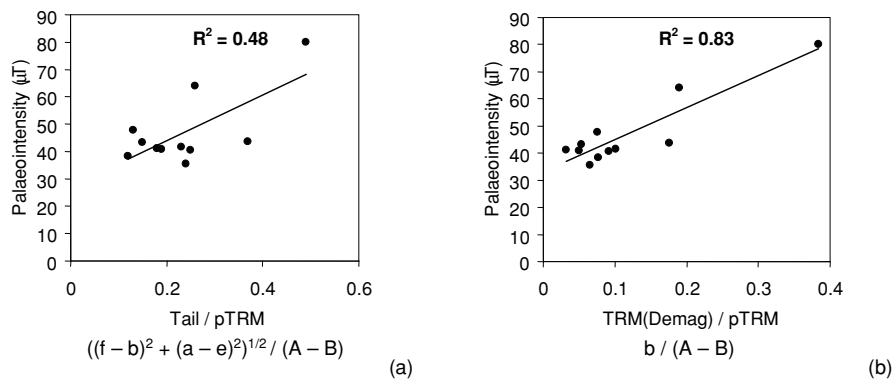 R² = 0.48
Palaeointensity (µT)
90
80
70
60
50
40
30
20
10
0
0 0.2 0.4 0.6
Tail / pTRM
((f – b)² + (a – e)²)¹/² / (A – B)
(a)
R² = 0.83
Palaeointensity (µT)
90
80
70
60
50
40
30
20
10
0
0 0.1 0.2 0.3 0.4
TRM(Demag) / pTRM
b / (A – B)
(b)